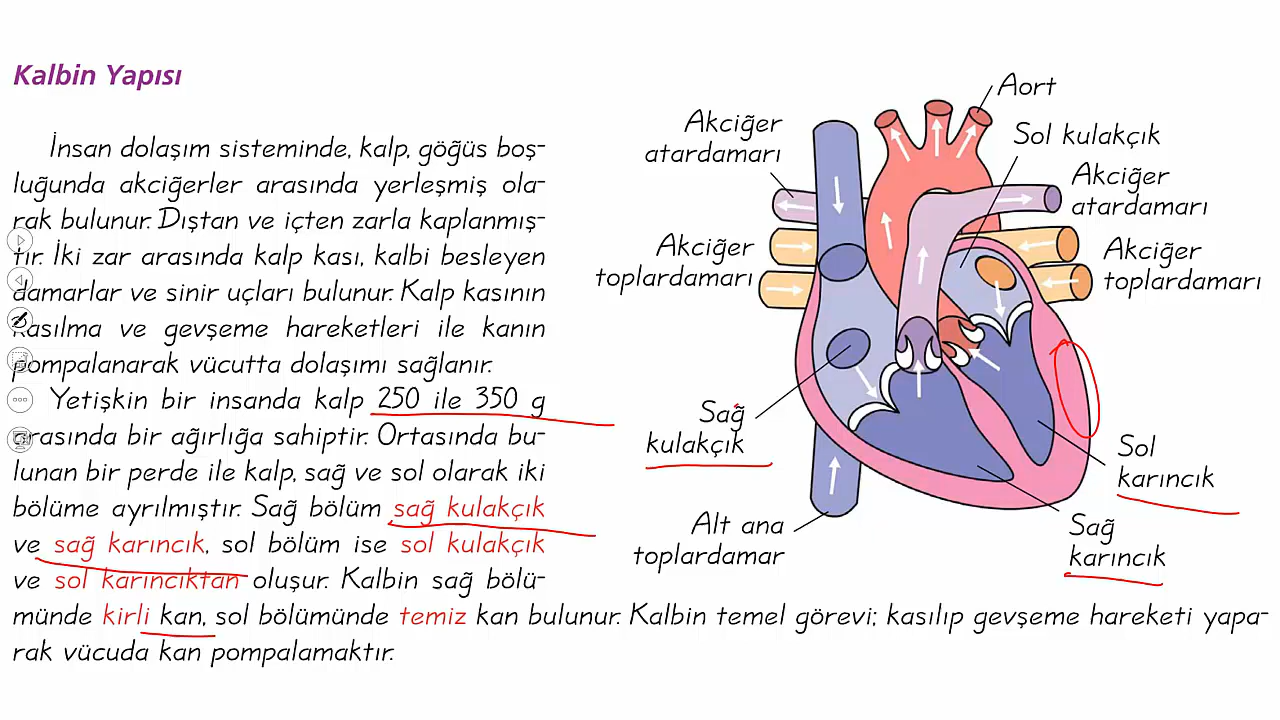 Kalbin Yapısı
İnsan dolaşım sisteminde, kalp, göğüs boş-
luğunda akciğerler arasında yerleşmiş ola-
rak bulunur. Dıştan ve içten zarla kaplanmış-
tır. İki zar arasında kalp kası, kalbi besleyen
damarlar ve sinir uçları bulunur. Kalp kasının
kasılma ve gevşeme hareketleri ile kanın
pompalanarak vücutta dolaşımı sağlanır.
Yetişkin bir insanda kalp 250 ile 350 g
arasında bir ağırlığa sahiptir. Ortasında bu-
lunan bir perde ile kalp, sağ ve sol olarak iki
bölüme ayrılmıştır. Sağ bölüm sağ kulakçık
ve sağ karıncık, sol bölüm ise sol kulakçık
ve sol karıncıktan oluşur. Kalbin sağ bölü-
münde kirli kan, sol bölümünde temiz kan bulunur. Kalbin temel görevi; kasılıp gevşeme hareketi yapa-
rak vücuda kan pompalamaktır.
Aort
Akciğer
atardamarı
Sol kulakçık
Akciğer
atardamarı
Akciğer
toplardamarı
Akciğer
toplardamarı
Sağ
kulakçık
Sol
karıncık
Alt ana
toplardamar
Sağ
karıncık